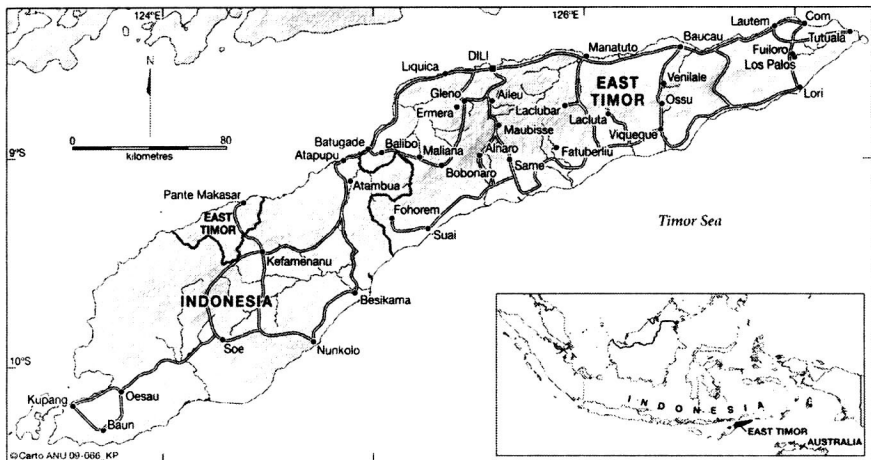 124°E
126°E
N
0
80
kilometres
9°S
10°S
Lautem
Com
Tutuala
Fuiloro
Los Palos
Lori
Baucau
Manatuto
DILI
Liquica
EAST
TIMOR
Venilale
Ossu
Gleno
Aileu
Laclubar
Ermera
Lacluta
Maubisse
Viqueque
Batugade
Balibo
Maliana
Alnaro
Fatuberliu
Atapupu
Same
Bobonaro
Atambua
Pante Makasar
Fohorem
EAST
TIMOR
Suai
Timor Sea
Kefamenanu
INDONESIA
Besikama
Soe
Nunkolo
Oesau
Kupang
Baun
INDONESIA
EAST TIMOR
AUSTRALIA
©Carto ANU 09-066_KP